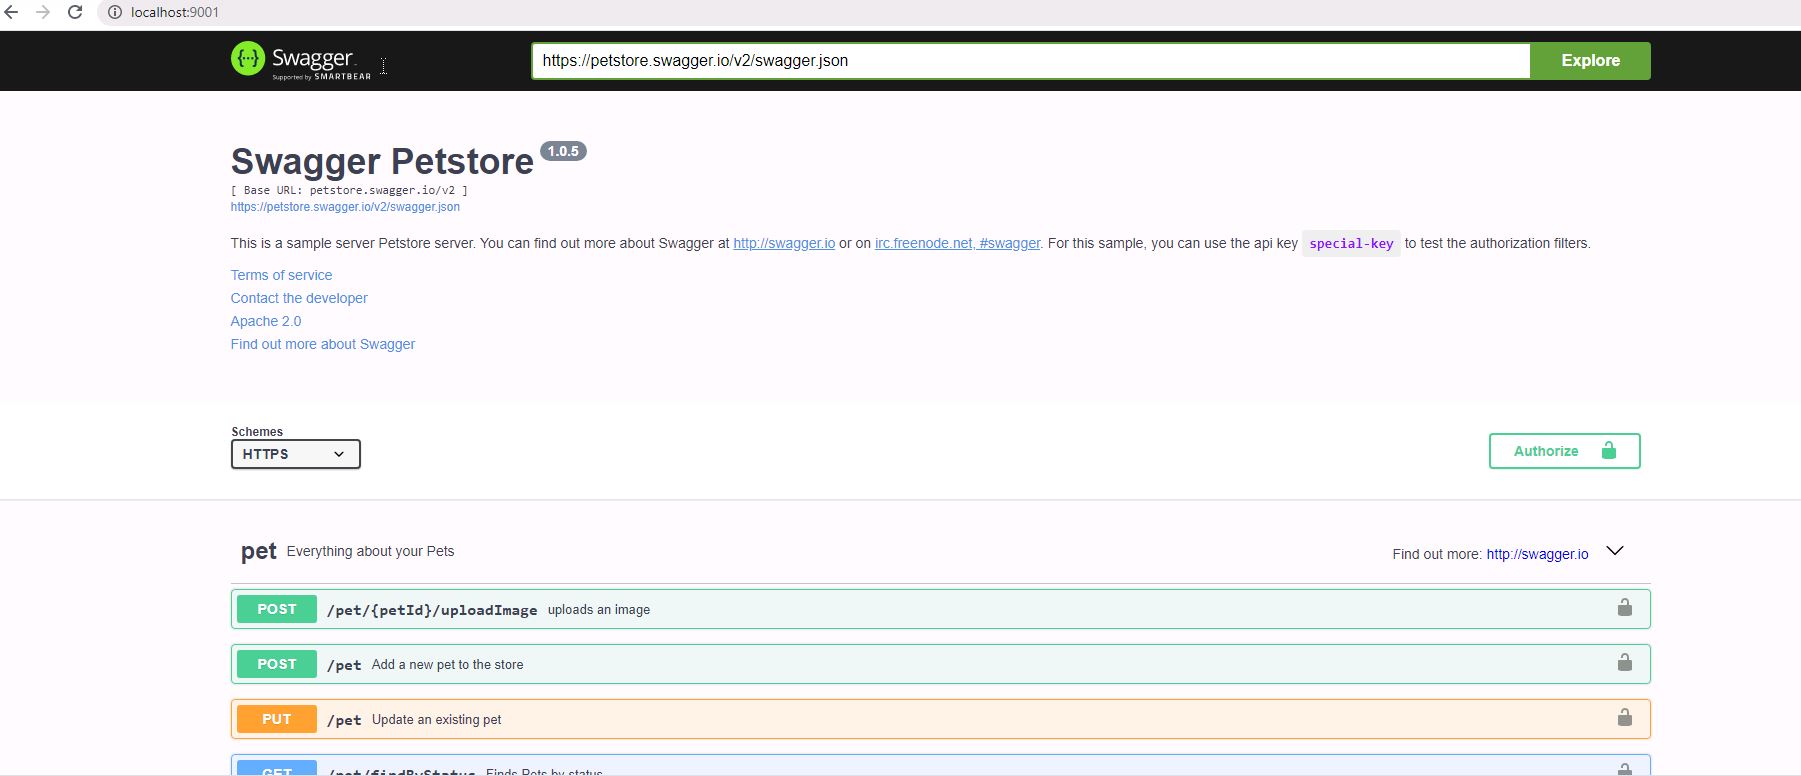 localhost:9001
Swagger
Supported by SMARTBEAR
https://petstore.swagger.io/v2/swagger.json
Explore
Swagger Petstore 1.0.5
[ Base URL: petstore.swagger.io/v2 ]
https://petstore.swagger.io/v2/swagger.json
This is a sample server Petstore server. You can find out more about Swagger at http://swagger.io or on irc.freenode.net, #swagger. For this sample, you can use the api key special-key to test the authorization filters.
Terms of service
Contact the developer
Apache 2.0
Find out more about Swagger
Schemes
HTTPS
Authorize
pet Everything about your Pets
Find out more: http://swagger.io
POST /pet/{petId}/uploadImage uploads an image
POST /pet Add a new pet to the store
PUT /pet Update an existing pet
GET /pet/findByStatus Finds Pets by status